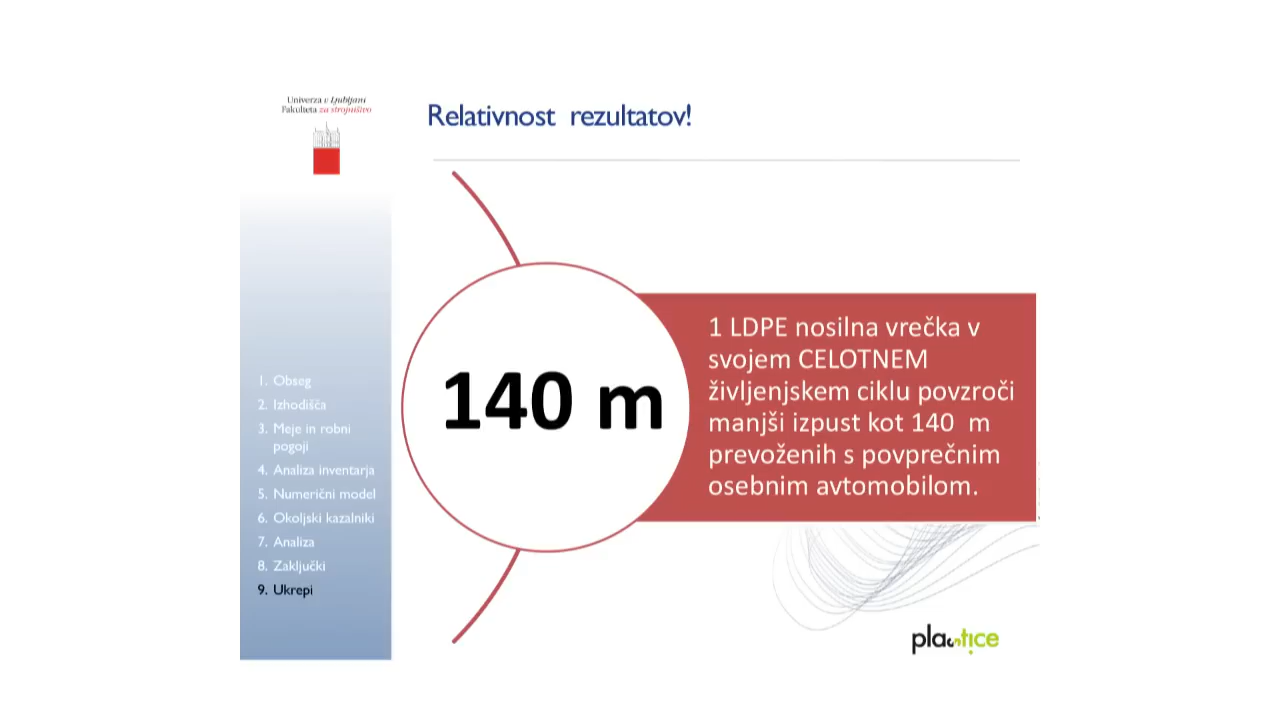 Univerza v Ljubljani
Fakulteta za strojništvo
Relativnost rezultatov!
1. Obseg
2. Izhodišča
3. Meje in robni
pogoji
4. Analiza inventarja
5. Numerični model
6. Okoljski kazalniki
7. Analiza
8. Zaključki
9. Ukrepi
140 m
1 LDPE nosilna vrečka v
svojem CELOTNEM
življenjskem ciklu povzroči
manjši izpust kot 140 m
prevoženih s povprečnim
osebnim avtomobilom.
plastice